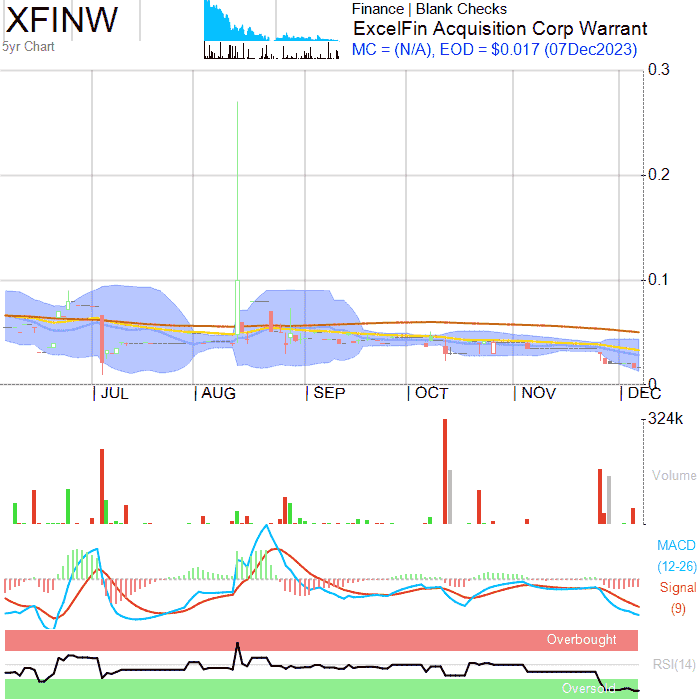 XFINW
5yr Chart
Finance | Blank Checks
ExcelFin Acquisition Corp Warrant
MC = (N/A), EOD = $0.017 (07Dec2023)
0.3
0.2
0.1
0
JUL AUG SEP OCT NOV DEC
324k
Volume
MACD
(12-26)
Signal
(9)
Overbought
RSI(14)
Oversold